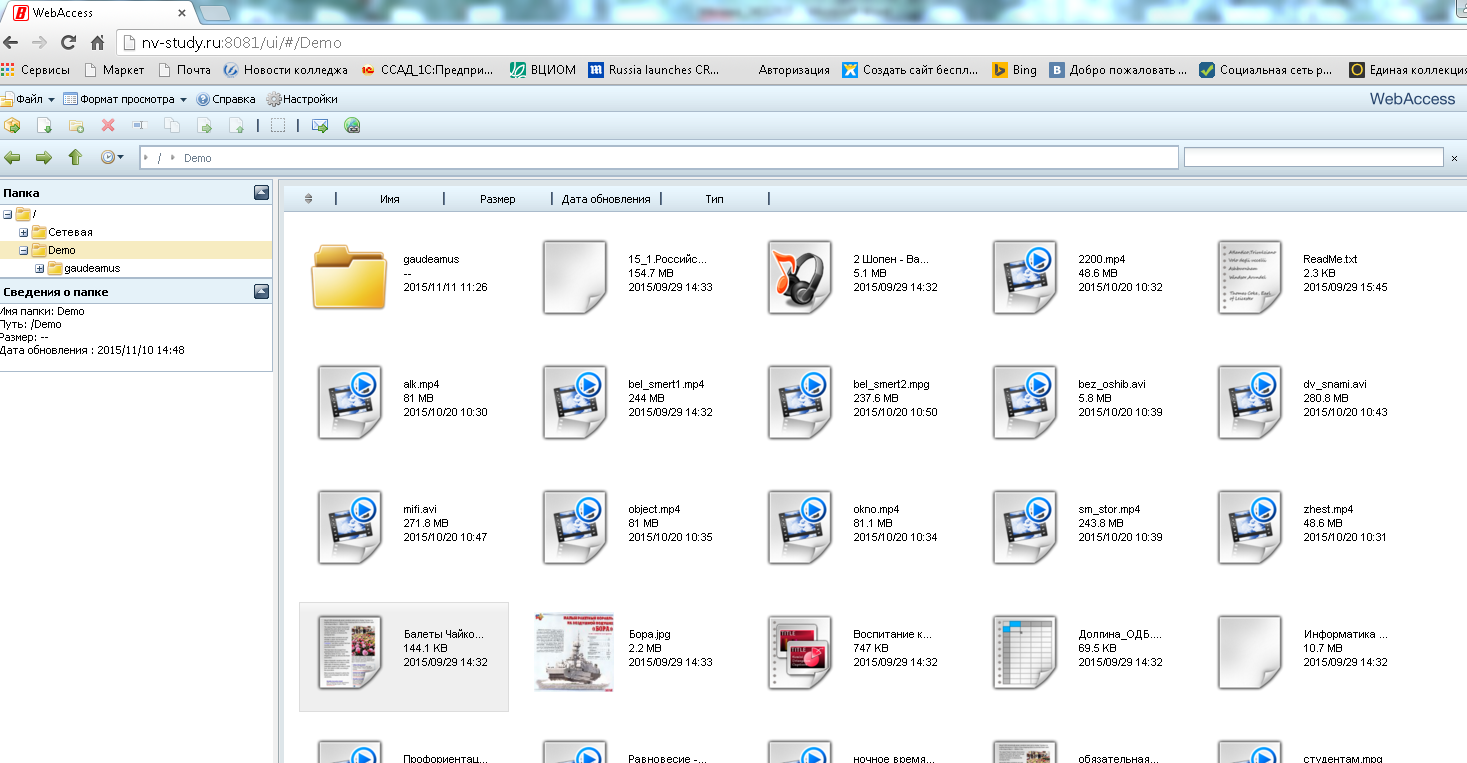 WebAccess
nv-study.ru:8081/ui/#/Demo
Сервисы Маркет Почта Новости колледжа ССАД_1С:Предпри... ВЦИОМ Russia launches CR... Авторизация Создать сайт беспл... Bing Добро пожаловать ... Социальная сеть р... Единая коллекция
Файл Формат просмотра Справка Настройки WebAccess
/ Demo
Папка
/
Сетевая
Demo
gaudeamus
Сведения о папке
Имя папки: Demo
Путь: /Demo
Размер: --
Дата обновления : 2015/11/10 14:48
Имя Размер Дата обновления Тип
gaudeamus
--
2015/11/11 11:26
15_1.Российс...
154.7 MB
2015/09/29 14:33
2 Шопен - Ва...
5.1 MB
2015/09/29 14:32
2200.mp4
48.6 MB
2015/10/20 10:32
ReadMe.txt
2.3 KB
2015/09/29 15:45
alk.mp4
81 MB
2015/10/20 10:30
bel_smert1.mp4
244 MB
2015/09/29 14:32
bel_smert2.mpg
237.6 MB
2015/10/20 10:50
bez_oshib.avi
5.8 MB
2015/10/20 10:39
dv_snami.avi
280.8 MB
2015/10/20 10:43
mifi.avi
271.8 MB
2015/10/20 10:47
object.mp4
81 MB
2015/10/20 10:35
okno.mp4
81.1 MB
2015/10/20 10:34
sm_stor.mp4
243.8 MB
2015/10/20 10:39
zhest.mp4
48.6 MB
2015/10/20 10:31
Балеты Чайко...
144.1 KB
2015/09/29 14:32
Бора.jpg
2.2 MB
2015/09/29 14:33
Воспитание к...
747 KB
2015/09/29 14:32
Долгина_ОДБ....
69.5 KB
2015/09/29 14:32
Информатика ...
10.7 MB
2015/09/29 14:32
Профориентац...
Равновесие -...
ночное время...
обязательная...
студентам.mpg